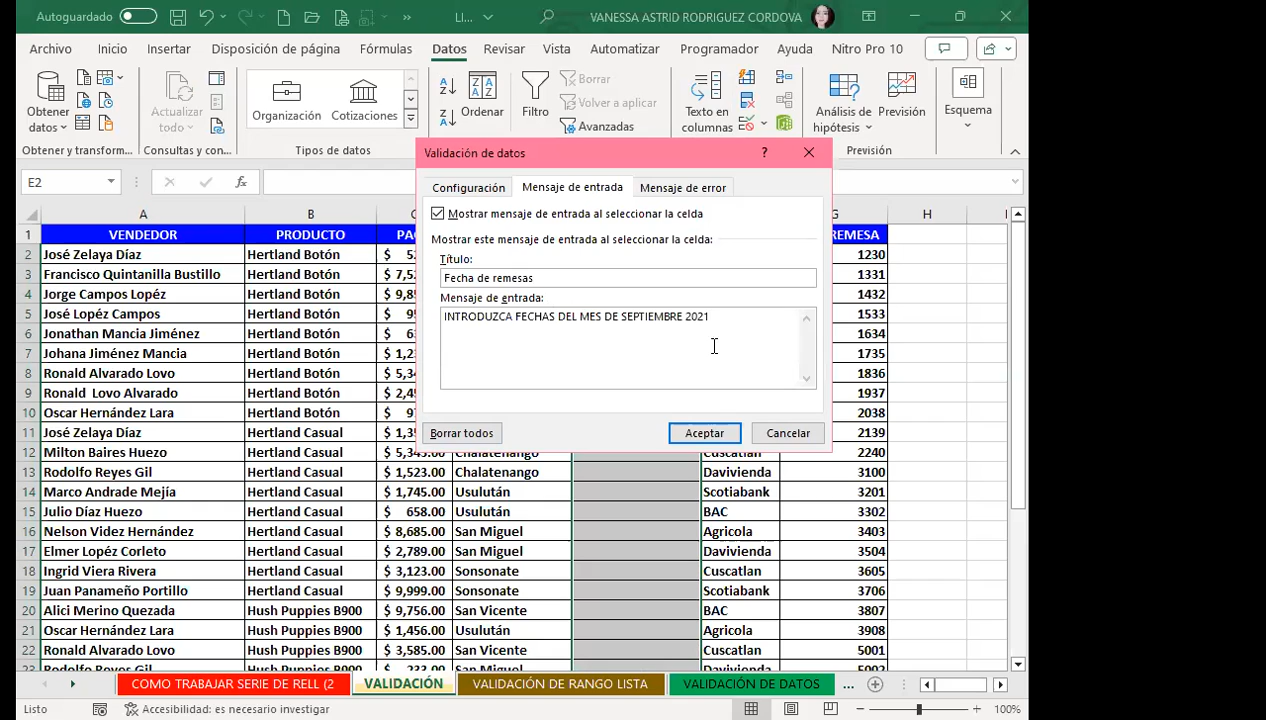 Autoguardado
LI...
»
VANESSA ASTRID RODRIGUEZ CORDOVA
Archivo Inicio Insertar Disposición de página Fórmulas Datos Revisar Vista Automatizar Programador Ayuda Nitro Pro 10
Obtener datos
Actualizar todo
Organización Cotizaciones
Ordenar
Filtro
Borrar
Volver a aplicar
Avanzadas
Texto en columnas
Análisis de hipótesis
Previsión
Esquema
Obtener y transform... Consultas y con... Tipos de datos Previsión
E2
fx
Validación de datos ?
Configuración Mensaje de entrada Mensaje de error
Mostrar mensaje de entrada al seleccionar la celda
Mostrar este mensaje de entrada al seleccionar la celda:
Título:
Fecha de remesas
Mensaje de entrada:
INTRODUZCA FECHAS DEL MES DE SEPTIEMBRE 2021
Borrar todos Aceptar Cancelar
A B H
1 VENDEDOR PRODUCTO REMESA
2 José Zelaya Díaz Hertland Botón $ 1230
3 Francisco Quintanilla Bustillo Hertland Botón $ 1331
4 Jorge Campos Lopéz Hertland Botón $ 1432
5 José Lopéz Campos Hertland Botón $ 1533
6 Jonathan Mancia Jiménez Hertland Botón $ 1634
7 Johana Jiménez Mancia Hertland Botón $ 1735
8 Ronald Alvarado Lovo Hertland Botón $ 1836
9 Ronald Lovo Alvarado Hertland Botón $ 1937
10 Oscar Hernández Lara Hertland Botón $ 2038
11 José Zelaya Díaz Hertland Casual $ 2139
12 Milton Baires Huezo Hertland Casual $ Chalatenango Cuscatlan 2240
13 Rodolfo Reyes Gil Hertland Casual $ 1,523.00 Chalatenango Davivienda 3100
14 Marco Andrade Mejía Hertland Casual $ 1,745.00 Usulután Scotiabank 3201
15 Julio Díaz Huezo Hertland Casual $ 658.00 Usulután BAC 3302
16 Nelson Videz Hernández Hertland Casual $ 8,685.00 San Miguel Agricola 3403
17 Elmer Lopéz Corleto Hertland Casual $ 2,789.00 San Miguel Davivienda 3504
18 Ingrid Viera Rivera Hertland Casual $ 3,123.00 Sonsonate Cuscatlan 3605
19 Juan Panameño Portillo Hertland Casual $ 9,999.00 Sonsonate Scotiabank 3706
20 Alici Merino Quezada Hush Puppies B900 $ 9,756.00 San Vicente BAC 3807
21 Oscar Hernández Lara Hush Puppies B900 $ 1,456.00 Usulután Agricola 3908
22 Ronald Alvarado Lovo Hush Puppies B900 $ 3,585.00 San Vicente Cuscatlan 5001
23 Rodolfo Reyes Gil Hush Puppies B900 $ 233.00 San Miguel Davivienda 5002
COMO TRABAJAR SERIE DE RELL (2 VALIDACIÓN VALIDACIÓN DE RANGO LISTA VALIDACIÓN DE DATOS ...
Listo Accesibilidad: es necesario investigar 100%